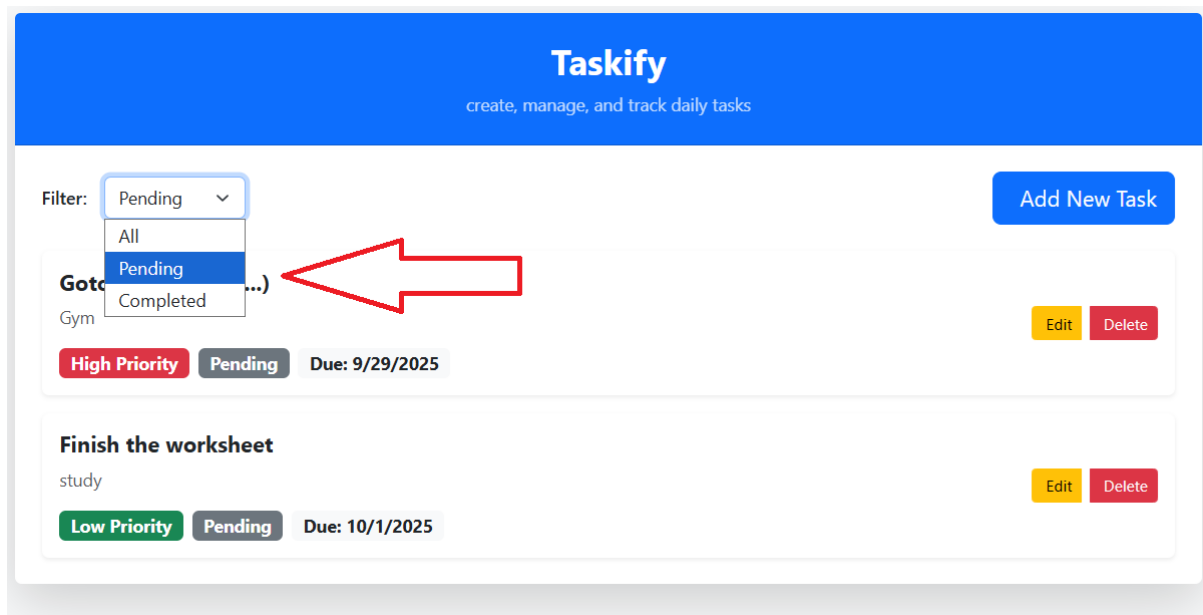 Taskify
create, manage, and track daily tasks
Filter: Pending Add New Task
All
Pending
Completed
...)
Gym
Edit Delete
High Priority Pending Due: 9/29/2025
Finish the worksheet
study
Edit Delete
Low Priority Pending Due: 10/1/2025